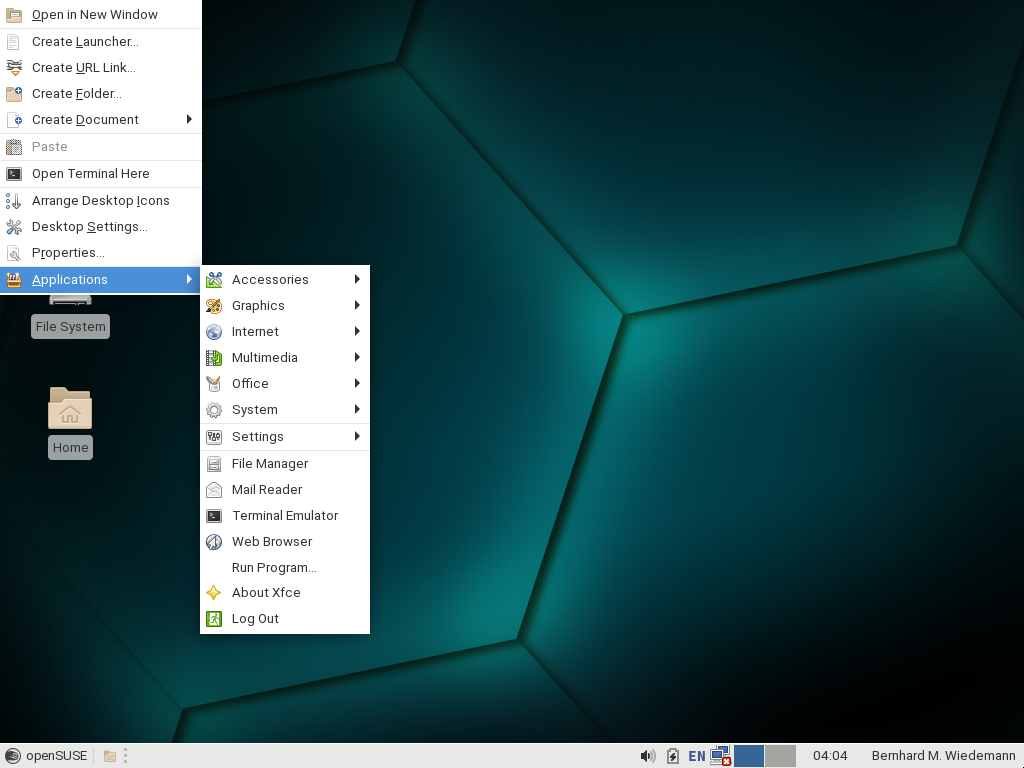 Open in New Window
Create Launcher...
Create URL Link...
Create Folder...
Create Document
Paste
Open Terminal Here
Arrange Desktop Icons
Desktop Settings...
Properties...
Applications
Accessories
Graphics
Internet
Multimedia
Office
System
Settings
File Manager
Mail Reader
Terminal Emulator
Web Browser
Run Program...
About Xfce
Log Out
File System
Home
openSUSE
EN
04:04
Bernhard M. Wiedemann